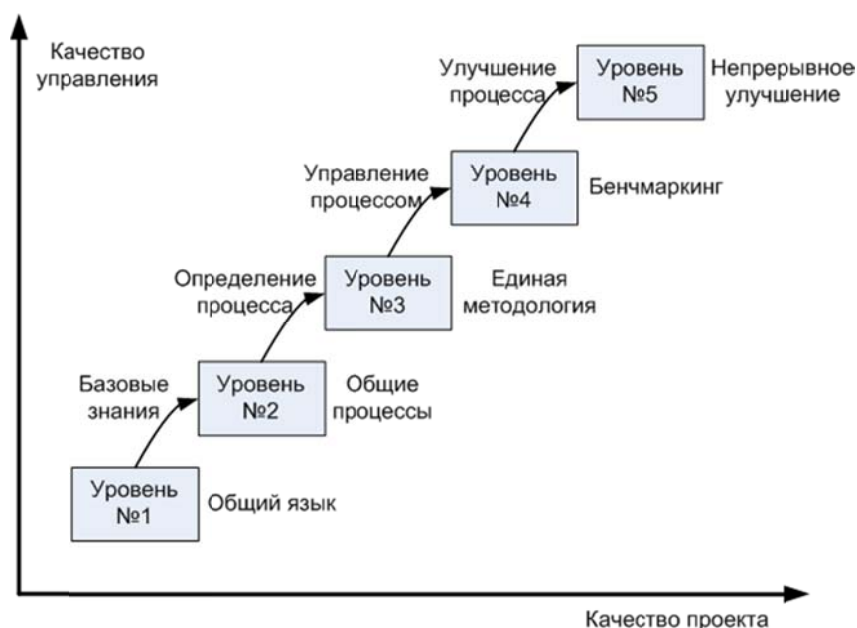 Качество
управления
Улучшение
процесса
Уровень
№5
Непрерывное
улучшение
Управление
процессом
Уровень
№4
Бенчмаркинг
Определение
процесса
Уровень
№3
Единая
методология
Базовые
знания
Уровень
№2
Общие
процессы
Уровень
№1
Общий язык
Качество проекта